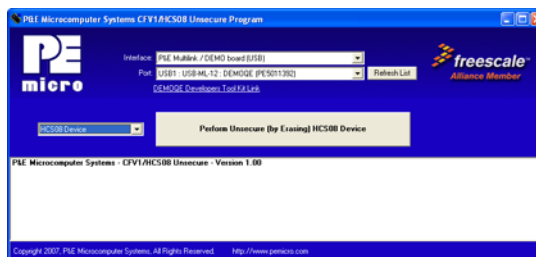 P&E Microcomputer Systems CFV1/HCS08 Unsecure Program
PE
micro
Interface: P&E Multilink / DEMO board (USB)
Port: USB1 : USB-ML-12 : DEMOQE (PE5011392)
Refresh List
DEMOQE Developers Tool Kit Link
freescale™
Alliance Member
HCS08 Device
Perform Unsecure (by Erasing) HCS08 Device
P&E Microcomputer Systems - CFV1/HCS08 Unsecure - Version 1.00
Copyright 2007, P&E Microcomputer Systems, All Rights Reserved. http://www.pemicro.com